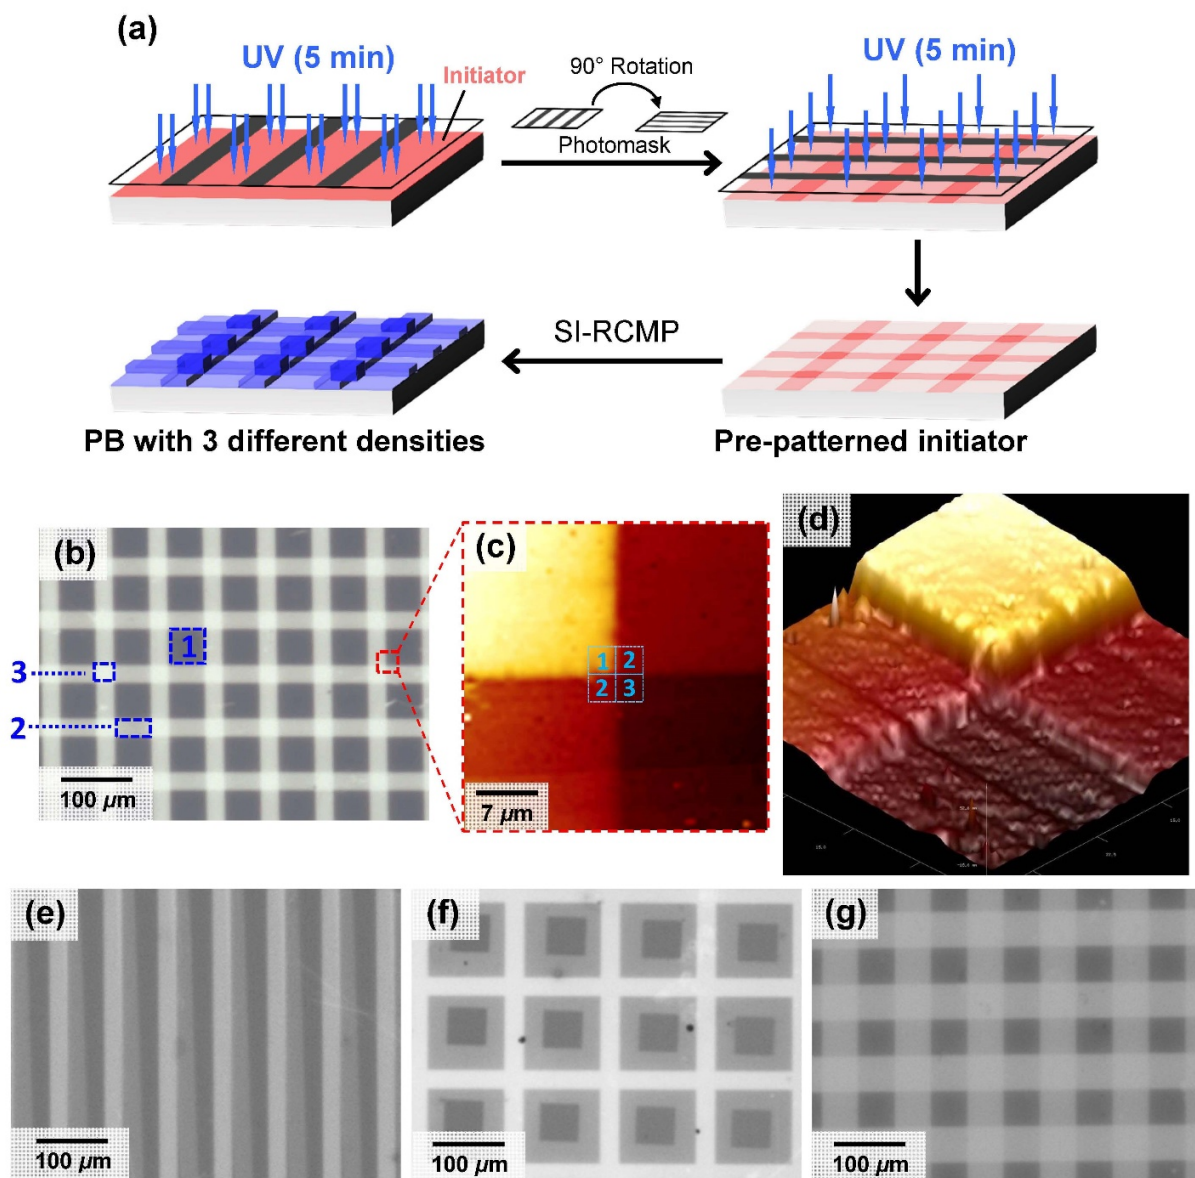 (a)
UV (5 min)
Initiator
90° Rotation
Photomask
UV (5 min)
SI-RCMP
PB with 3 different densities
Pre-patterned initiator
(b)
1
3
2
100 µm
(c)
1 2
2 3
7 µm
(d)
(e)
100 µm
(f)
100 µm
(g)
100 µm